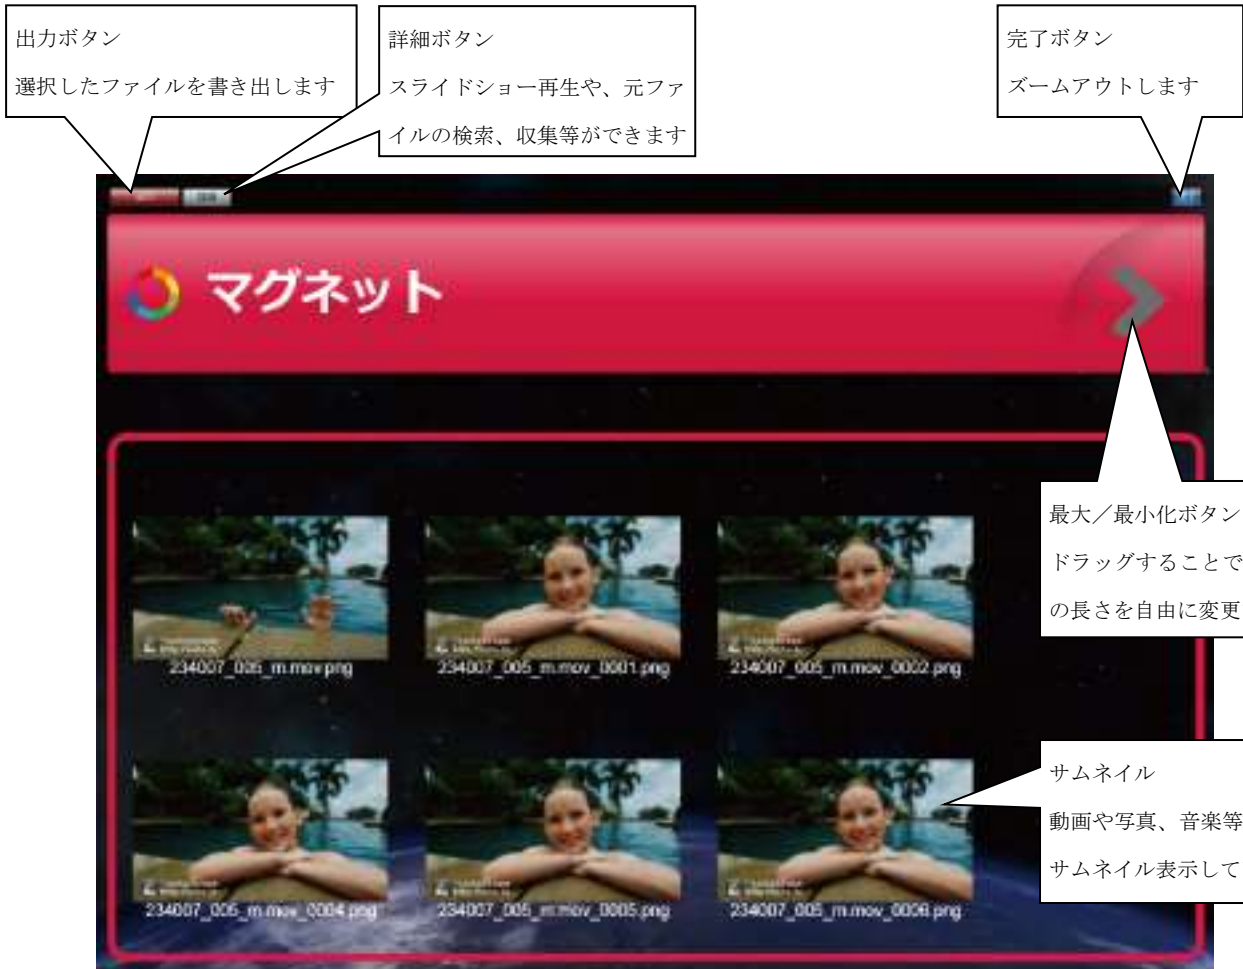 出力ボタン
選択したファイルを書き出します
詳細ボタン
スライドショー再生や、元ファ
イルの検索、収集等ができます
完了ボタン
ズームアウトします
マグネット
最大／最小化ボタン
ドラッグすることで
の長さを自由に変更
234007_005_m.mov.png
234007_005_m.mov_0001.png
234007_005_m.mov_0002.png
サムネイル
動画や写真、音楽等
サムネイル表示して
234007_005_m.mov_0004.png
234007_005_m.mov_0005.png
234007_005_m.mov_0006.png